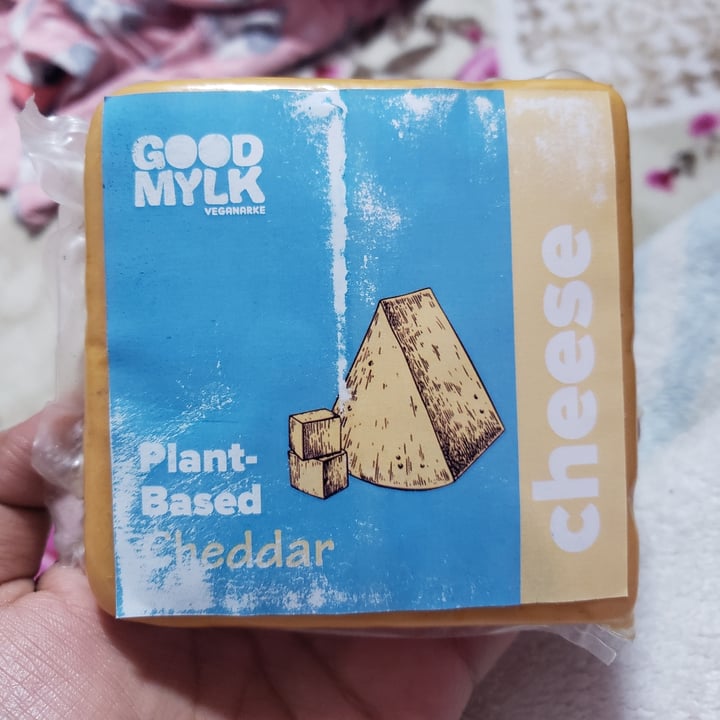 GOOD
MYLK
VEGANARKE
Plant-
Based
Cheddar
cheese